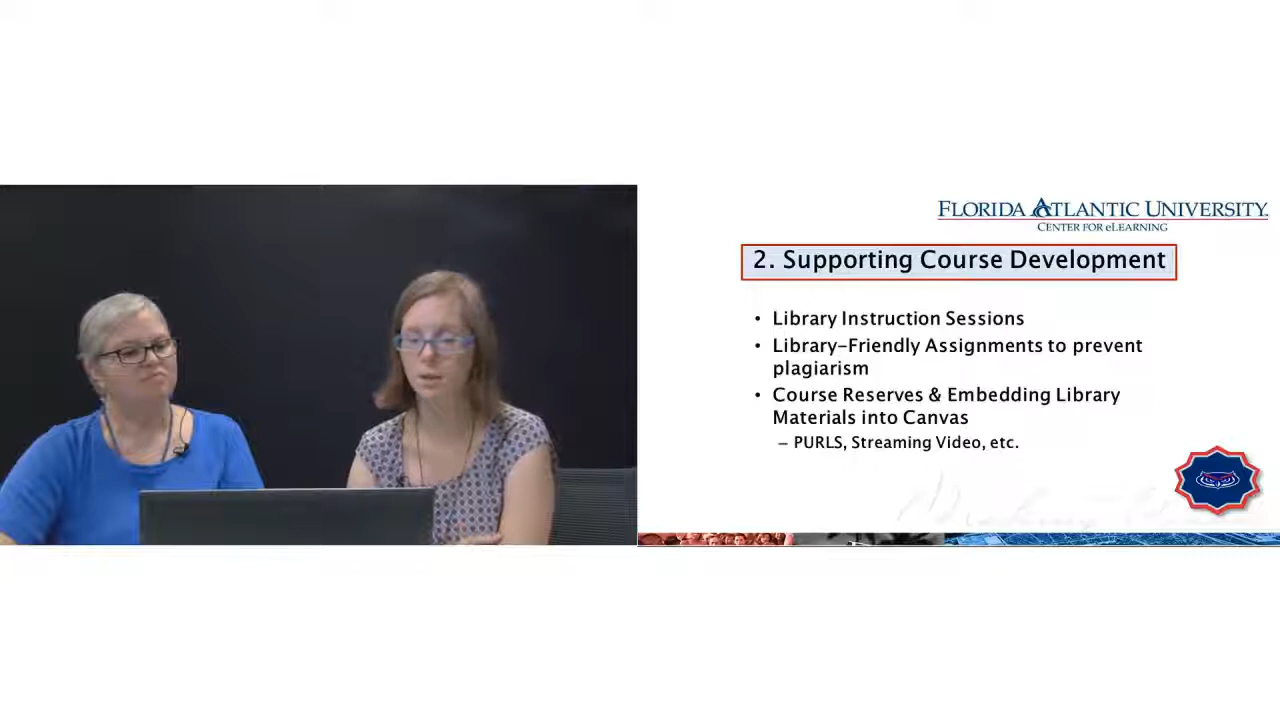 FLORIDA ATLANTIC UNIVERSITY.
CENTER FOR eLEARNING
2. Supporting Course Development
• Library Instruction Sessions
• Library-Friendly Assignments to prevent
plagiarism
• Course Reserves & Embedding Library
Materials into Canvas
– PURLS, Streaming Video, etc.